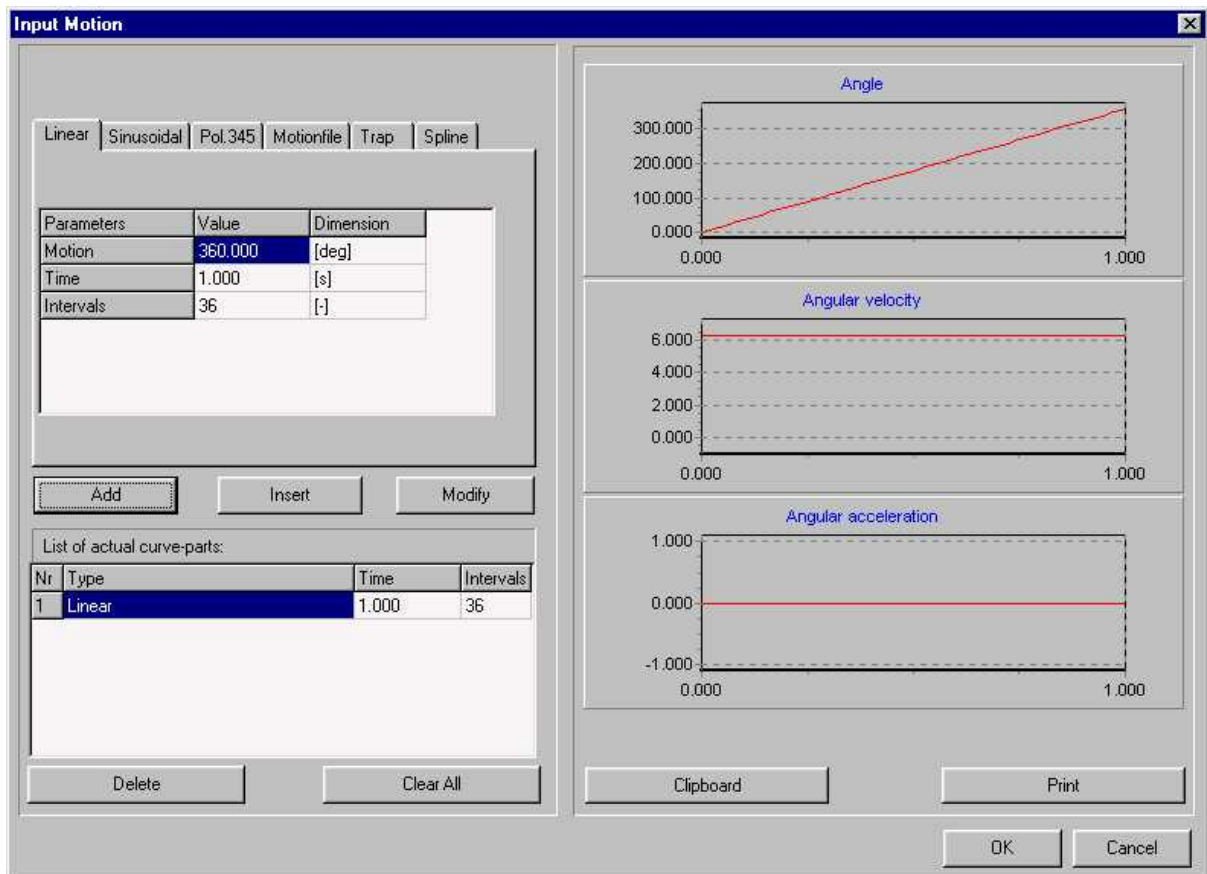 Input Motion
Linear Sinusoidal Pol.345 Motionfile Trap Spline
Parameters Value Dimension
Motion 360.000 [deg]
Time 1.000 [s]
Intervals 36 [-]
Add Insert Modify
List of actual curve-parts:
Nr Type Time Intervals
1 Linear 1.000 36
Delete Clear All
Angle
300.000
200.000
100.000
0.000
0.000 1.000
Angular velocity
6.000
4.000
2.000
0.000
0.000 1.000
Angular acceleration
1.000
0.000
-1.000
0.000 1.000
Clipboard Print
OK Cancel